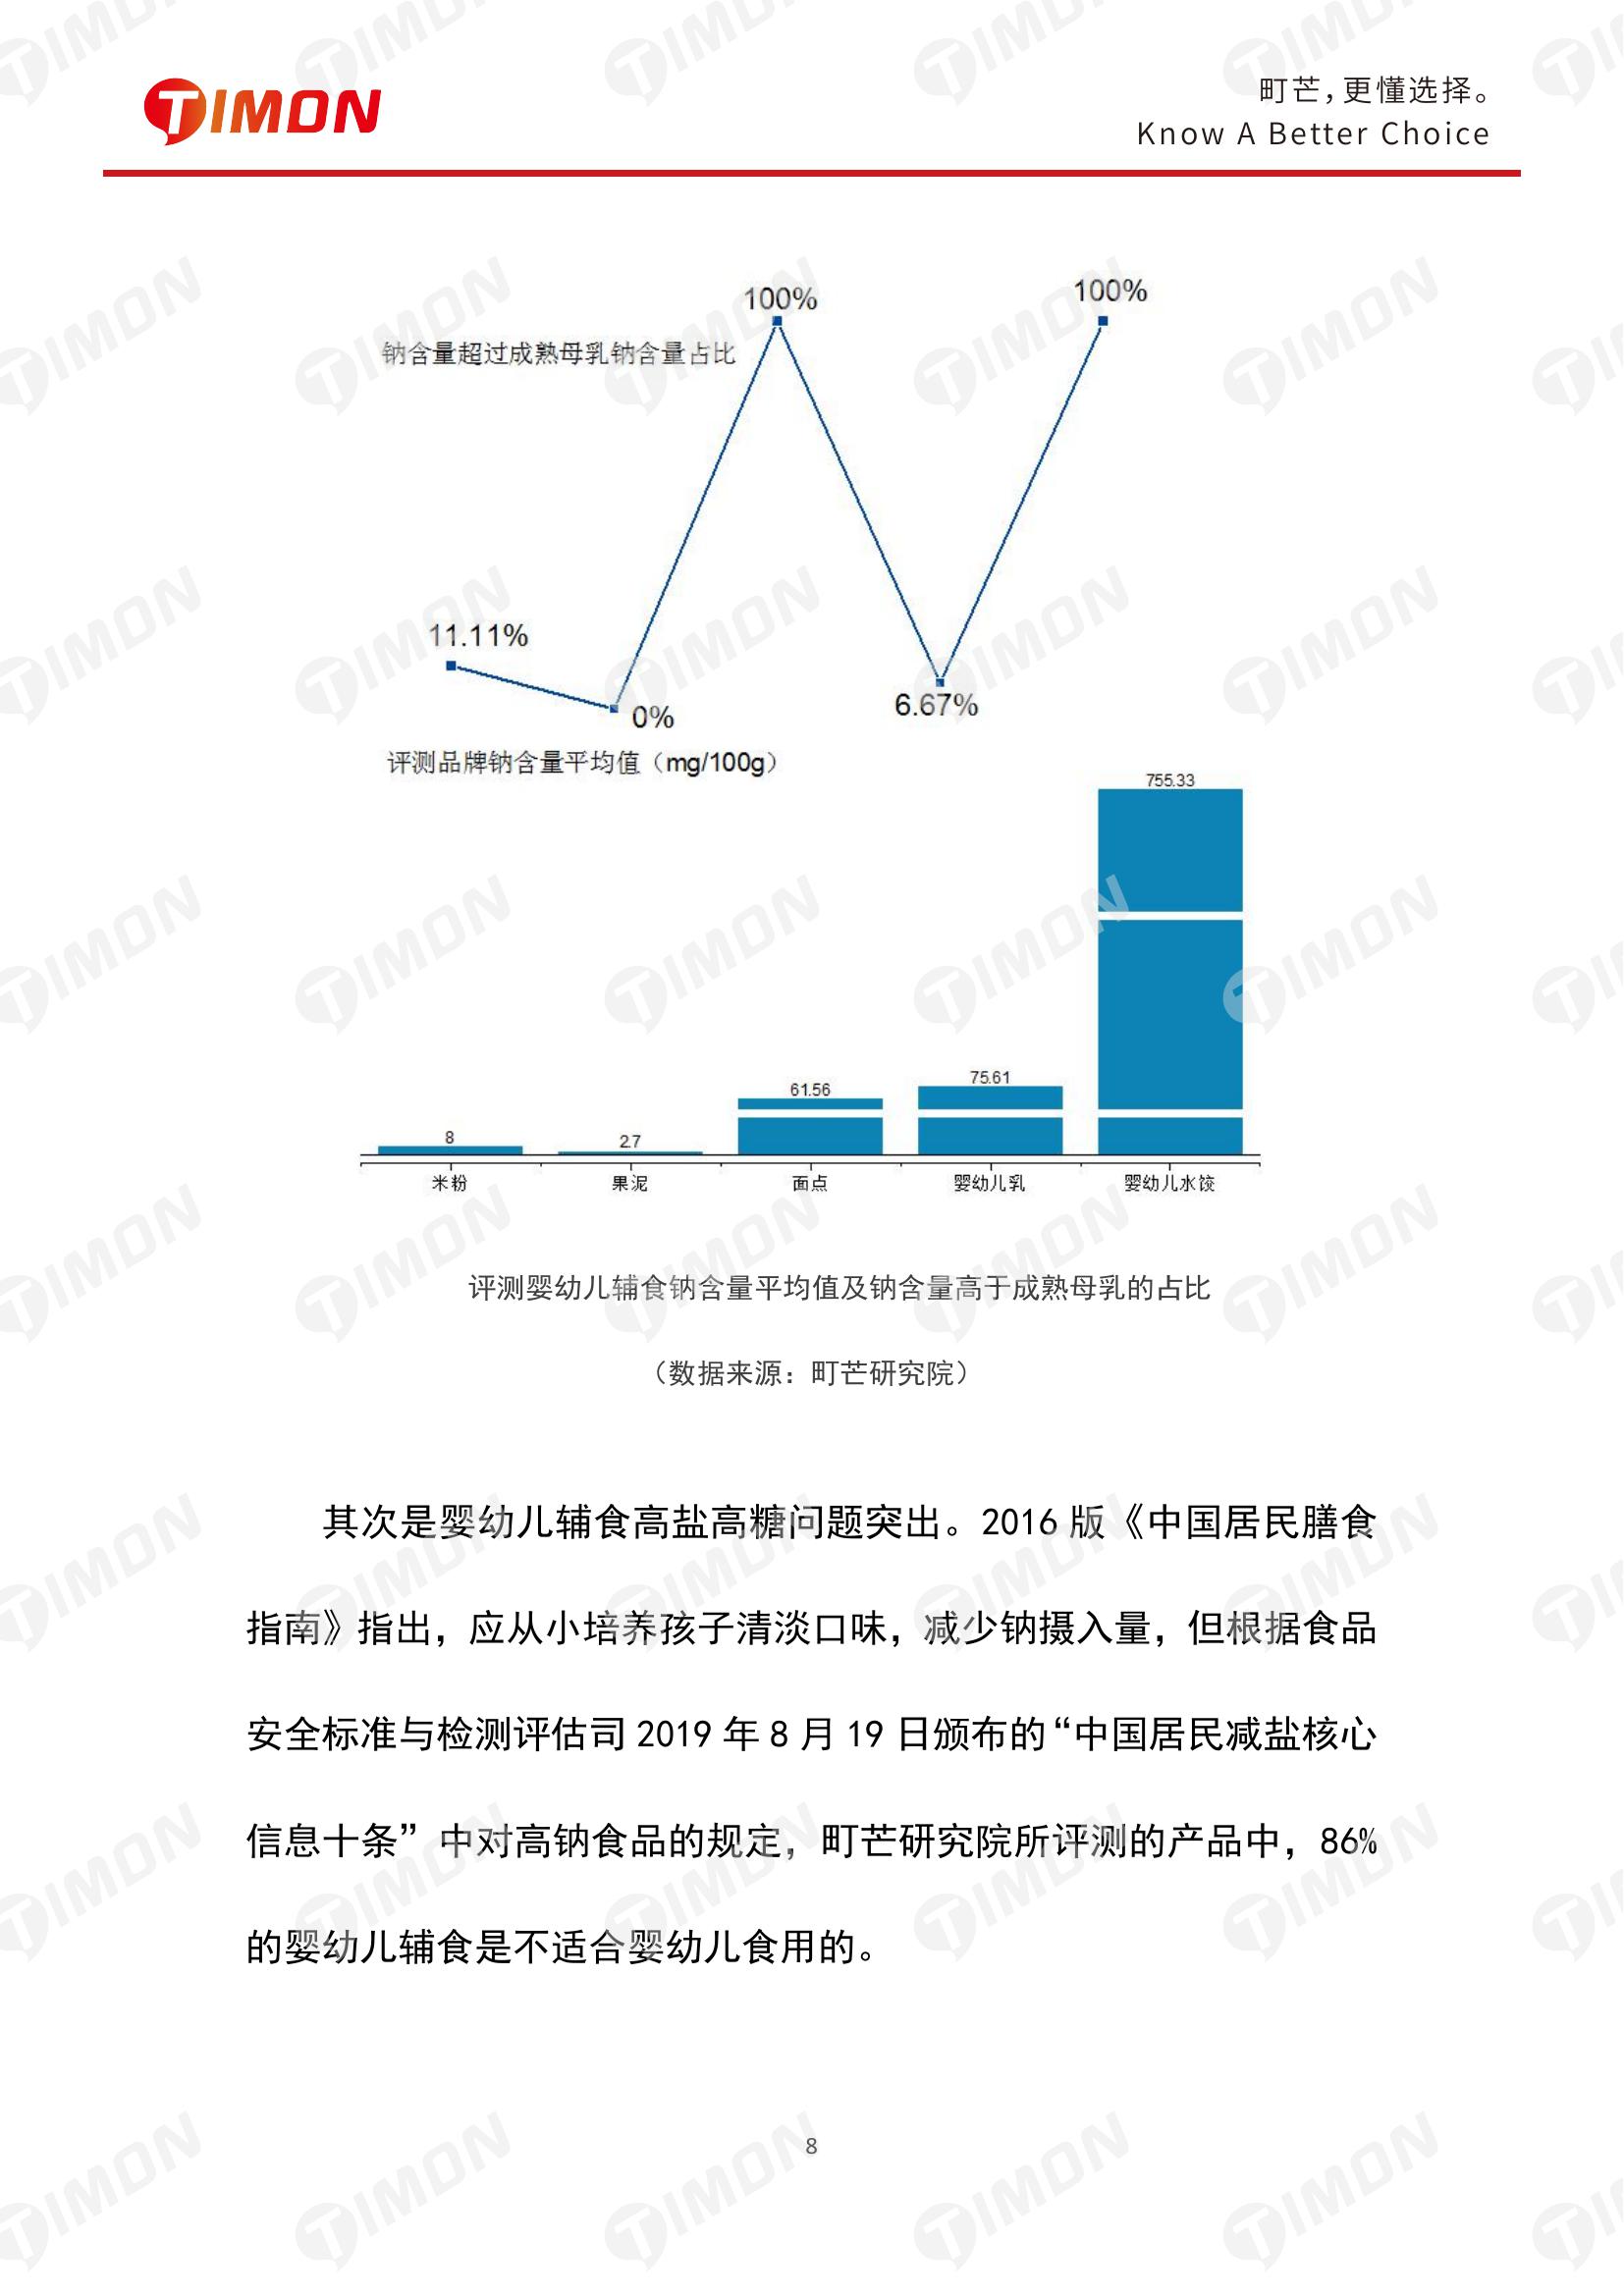 TIMON
町芒，更懂选择。
Know A Better Choice
100%
100%
钠含量超过成熟母乳钠含量占比
11.11%
0%
6.67%
评测品牌钠含量平均值（mg/100g）
755.33
75.61
61.56
8
2.7
米粉
果泥
面点
婴幼儿乳
婴幼儿水饺
评测婴幼儿辅食钠含量平均值及钠含量高于成熟母乳的占比
（数据来源：町芒研究院）
其次是婴幼儿辅食高盐高糖问题突出。2016 版《中国居民膳食
指南》指出，应从小培养孩子清淡口味，减少钠摄入量，但根据食品
安全标准与检测评估司 2019 年 8 月 19 日颁布的“中国居民减盐核心
信息十条” 中对高钠食品的规定，町芒研究院所评测的产品中，86%
的婴幼儿辅食是不适合婴幼儿食用的。
8